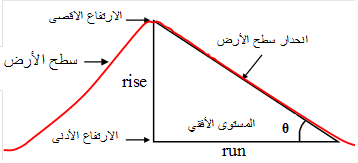 الارتفاع الاقصى
انحدار سطح الأرض
سطح الأرض
rise
المستوى الأفقي
θ
الارتفاع الأدنى
run